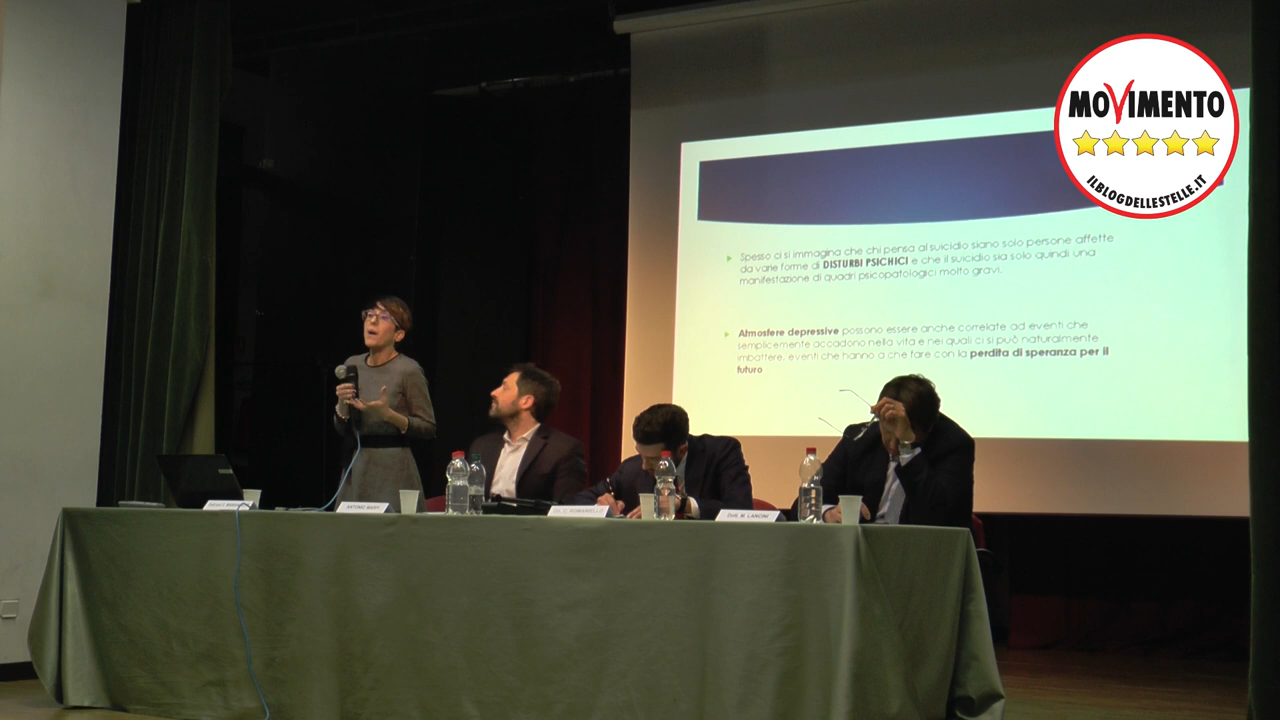 MOVIMENTO
ILBLOGDELLESTELLE.IT
Spesso ci si immagina che chi pensa al suicidio siano solo persone affette
da varie forme di DISTURBI PSICHICI e che il suicidio sia solo quindi una
manifestazione di quadri psicopatologici molto gravi.
Atmosfere depressive possono essere anche correlate ad eventi che
semplicemente accadono nella vita e nei quali ci si può naturalmente
imbattere, eventi che hanno a che fare con la perdita di speranza per il
futuro
Dott. M. LANCINI